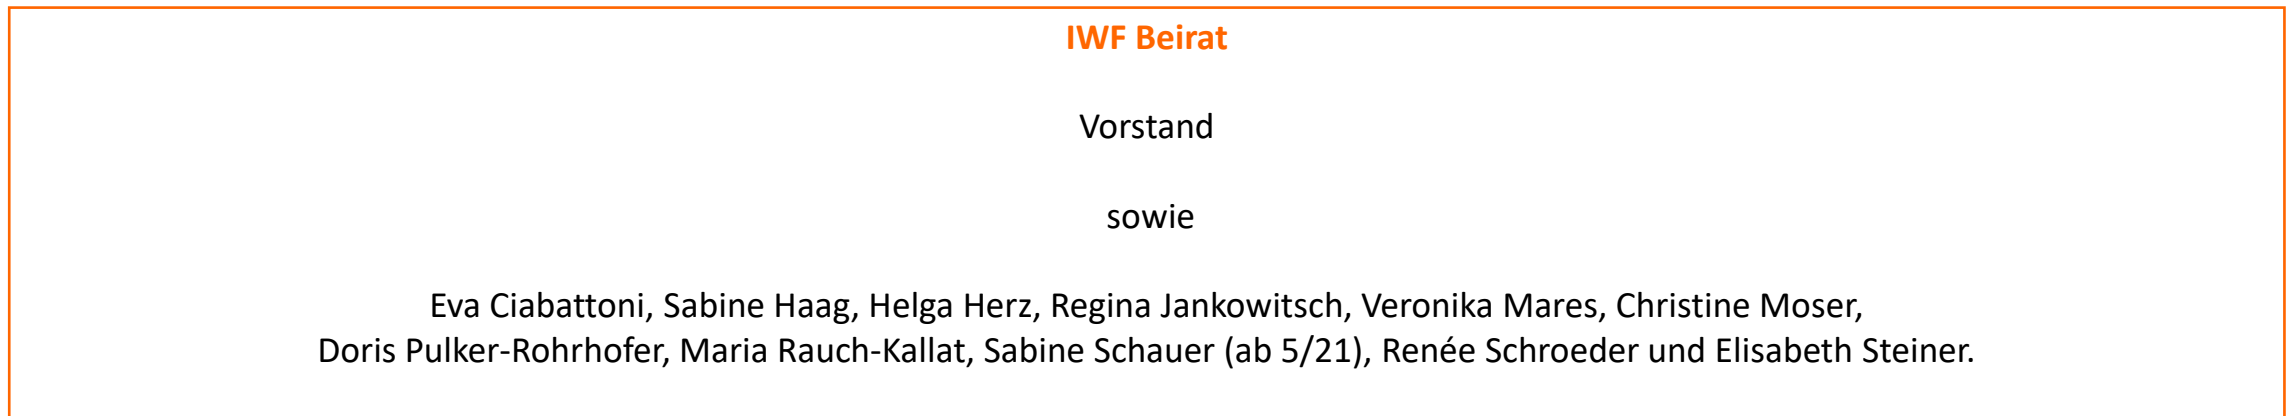 IWF Beirat
Vorstand
sowie
Eva Ciabattoni, Sabine Haag, Helga Herz, Regina Jankowitsch, Veronika Mares, Christine Moser,
Doris Pulker-Rohrhofer, Maria Rauch-Kallat, Sabine Schauer (ab 5/21), Renée Schroeder und Elisabeth Steiner.